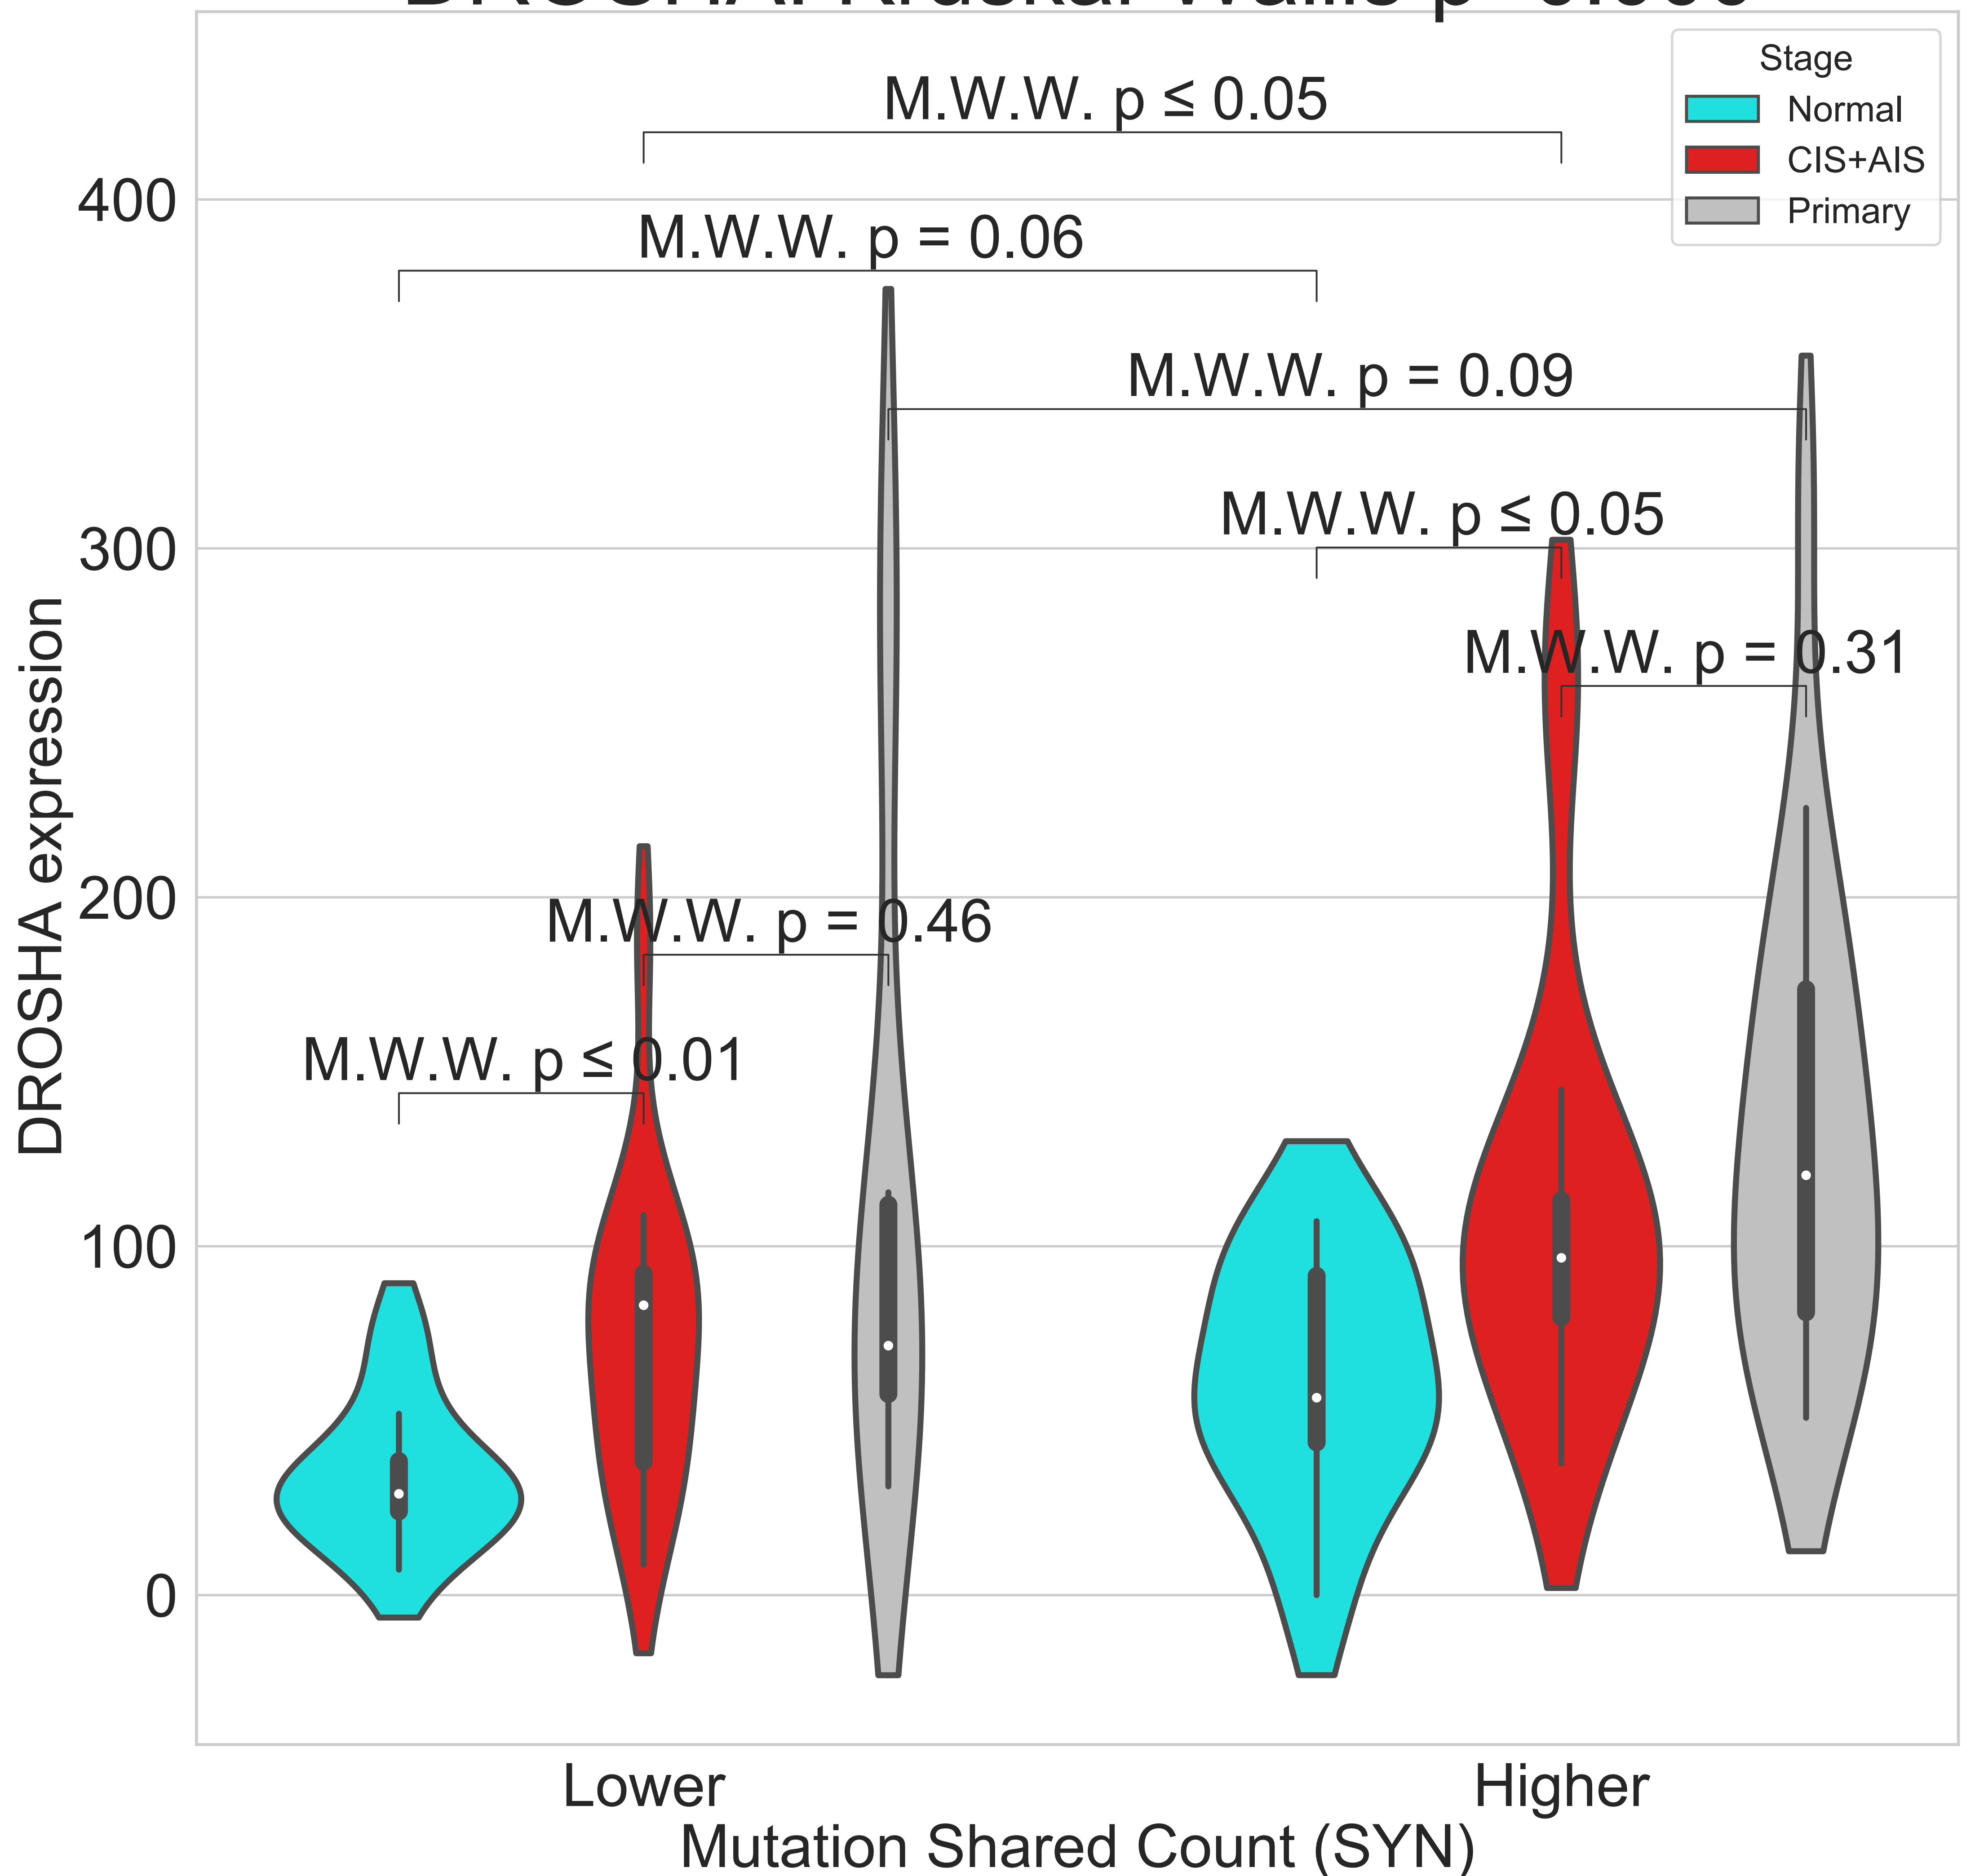 Stage
Normal
CIS+AIS
Primary
M.W.W. p ≤ 0.05
M.W.W. p = 0.06
M.W.W. p = 0.09
M.W.W. p ≤ 0.05
M.W.W. p = 0.31
M.W.W. p = 0.46
M.W.W. p ≤ 0.01
400
300
200
100
0
DROSHA expression
Lower
Higher
Mutation Shared Count (SYN)